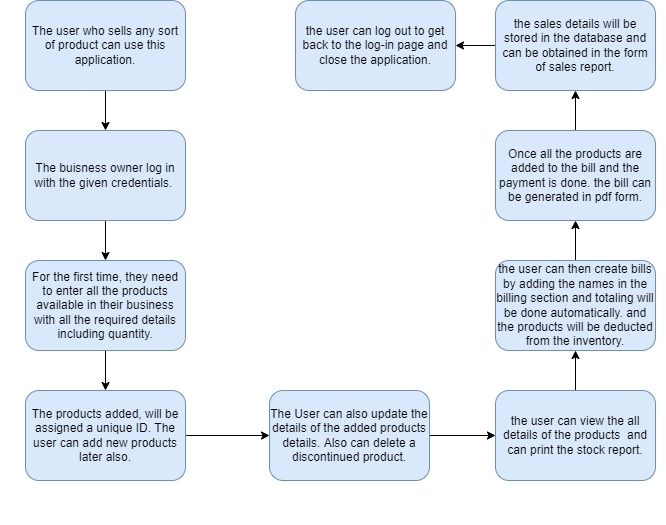 The user who sells any sort
of product can use this
application.
The buisness owner log in
with the given credentials.
For the first time, they need
to enter all the products
available in their business
with all the required details
including quantity.
The products added, will be
assigned a unique ID. The
user can add new products
later also.
The User can also update the
details of the added products
details. Also can delete a
discontinued product.
the user can view the all
details of the products and
can print the stock report.
the user can then create bills
by adding the names in the
billing section and totaling will
be done automatically. and
the products will be deducted
from the inventory.
Once all the products are
added to the bill and the
payment is done. the bill can
be generated in pdf form.
the sales details will be
stored in the database and
can be obtained in the form
of sales report.
the user can log out to get
back to the log-in page and
close the application.